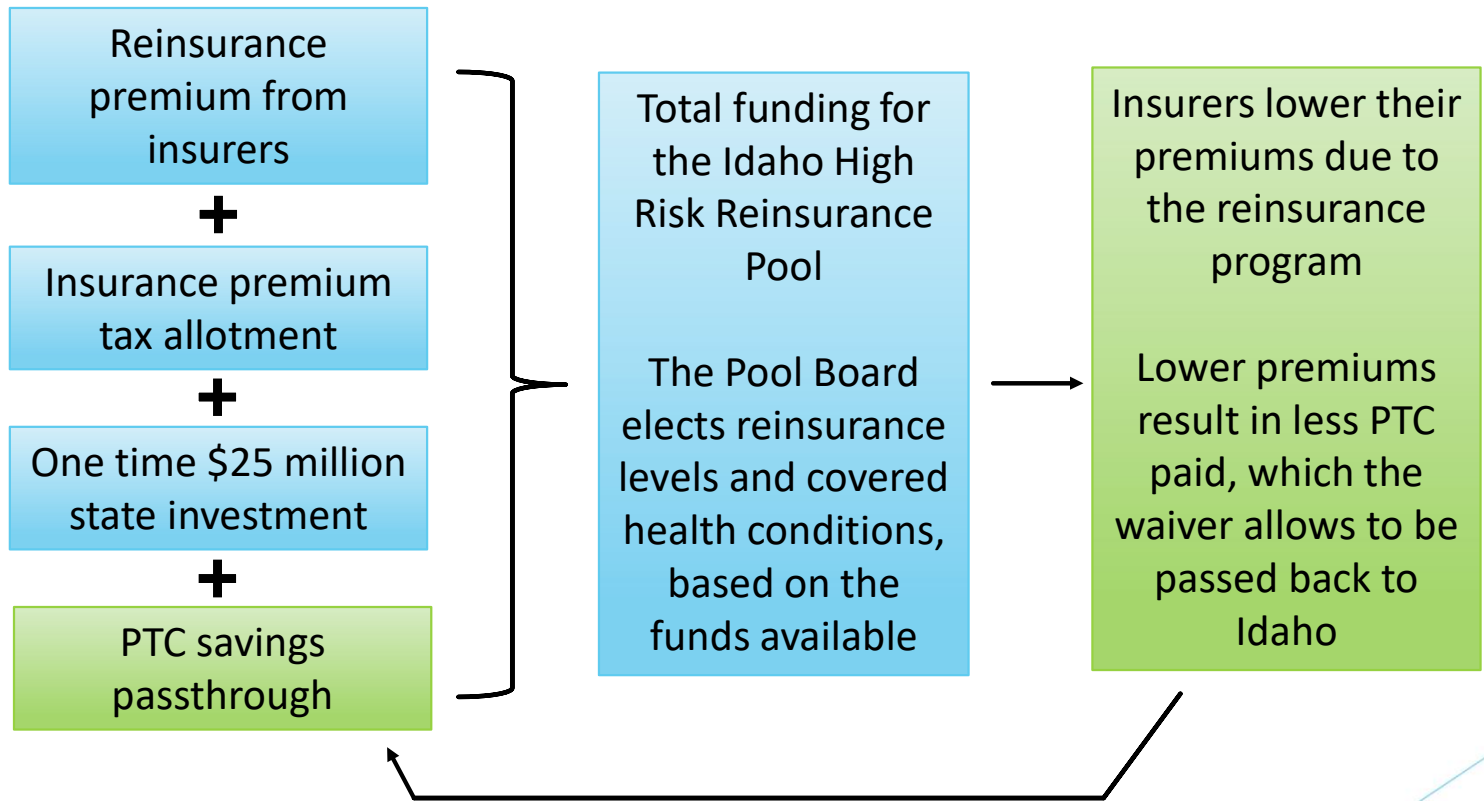 Reinsurance
premium from
insurers
+
Insurance premium
tax allotment
+
One time $25 million
state investment
+
PTC savings
passthrough
Total funding for
the Idaho High
Risk Reinsurance
Pool
The Pool Board
elects reinsurance
levels and covered
health conditions,
based on the
funds available
Insurers lower their
premiums due to
the reinsurance
program
Lower premiums
result in less PTC
paid, which the
waiver allows to be
passed back to
Idaho